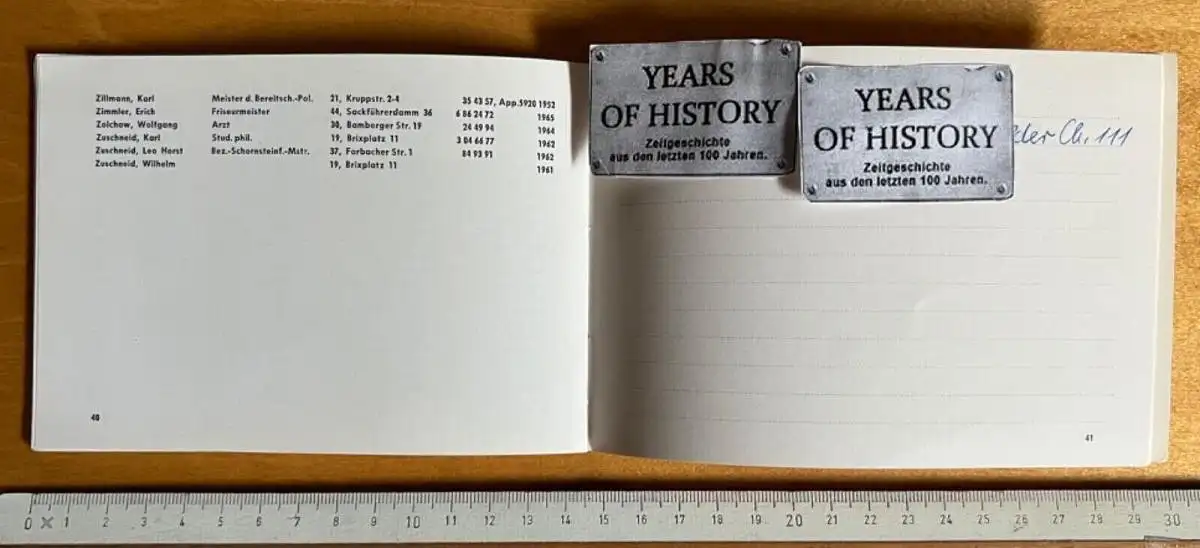 Zillmann, Karl Meister d. Bereitsch.-Pol. 21, Kruppstr. 2-4 35 43 57, App. 5920 1952
Zimmler, Erich Friseurmeister 44, Sackführerdamm 36 6 86 24 72 1965
Zolchow, Wolfgang Arzt 30, Bamberger Str. 19 24 49 94 1964
Zuschneid, Karl Stud. phil. 19, Brixplatz 11 3 04 66 77 1962
Zuschneid, Leo Horst Bez.-Schornsteinf.-Mstr. 37, Forbacher Str. 1 84 93 91 1962
Zuschneid, Wilhelm 19, Brixplatz 11 1961
40
YEARS
OF HISTORY
Zeitgeschichte
aus den letzten 100 Jahren.
YEARS
OF HISTORY
Zeitgeschichte
aus den letzten 100 Jahren.
Ch. 111
41
0 1 2 3 4 5 6 7 8 9 10 11 12 13 14 15 16 17 18 19 20 21 22 23 24 25 26 27 28 29 30